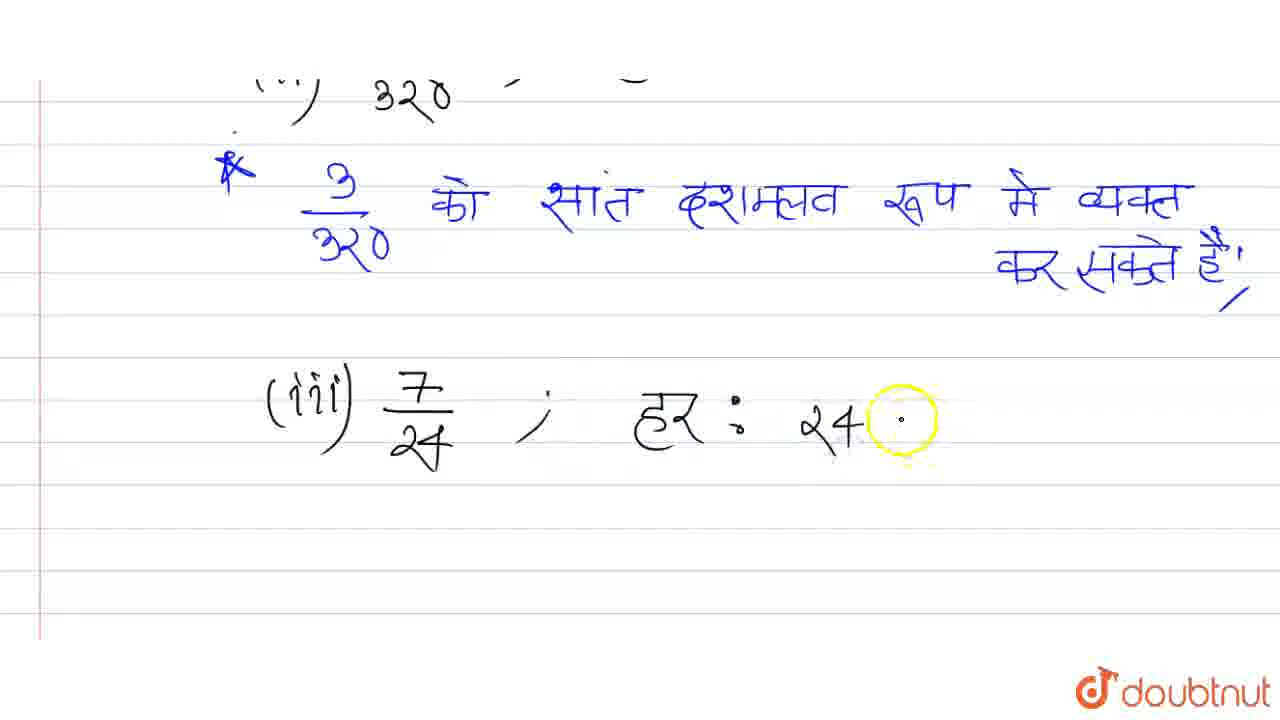 320 ,
* 3/320 को सांत दशमलव रूप मे व्यक्त
कर सकते है।
(iii) 7/24 ; हर : 24
doubtnut